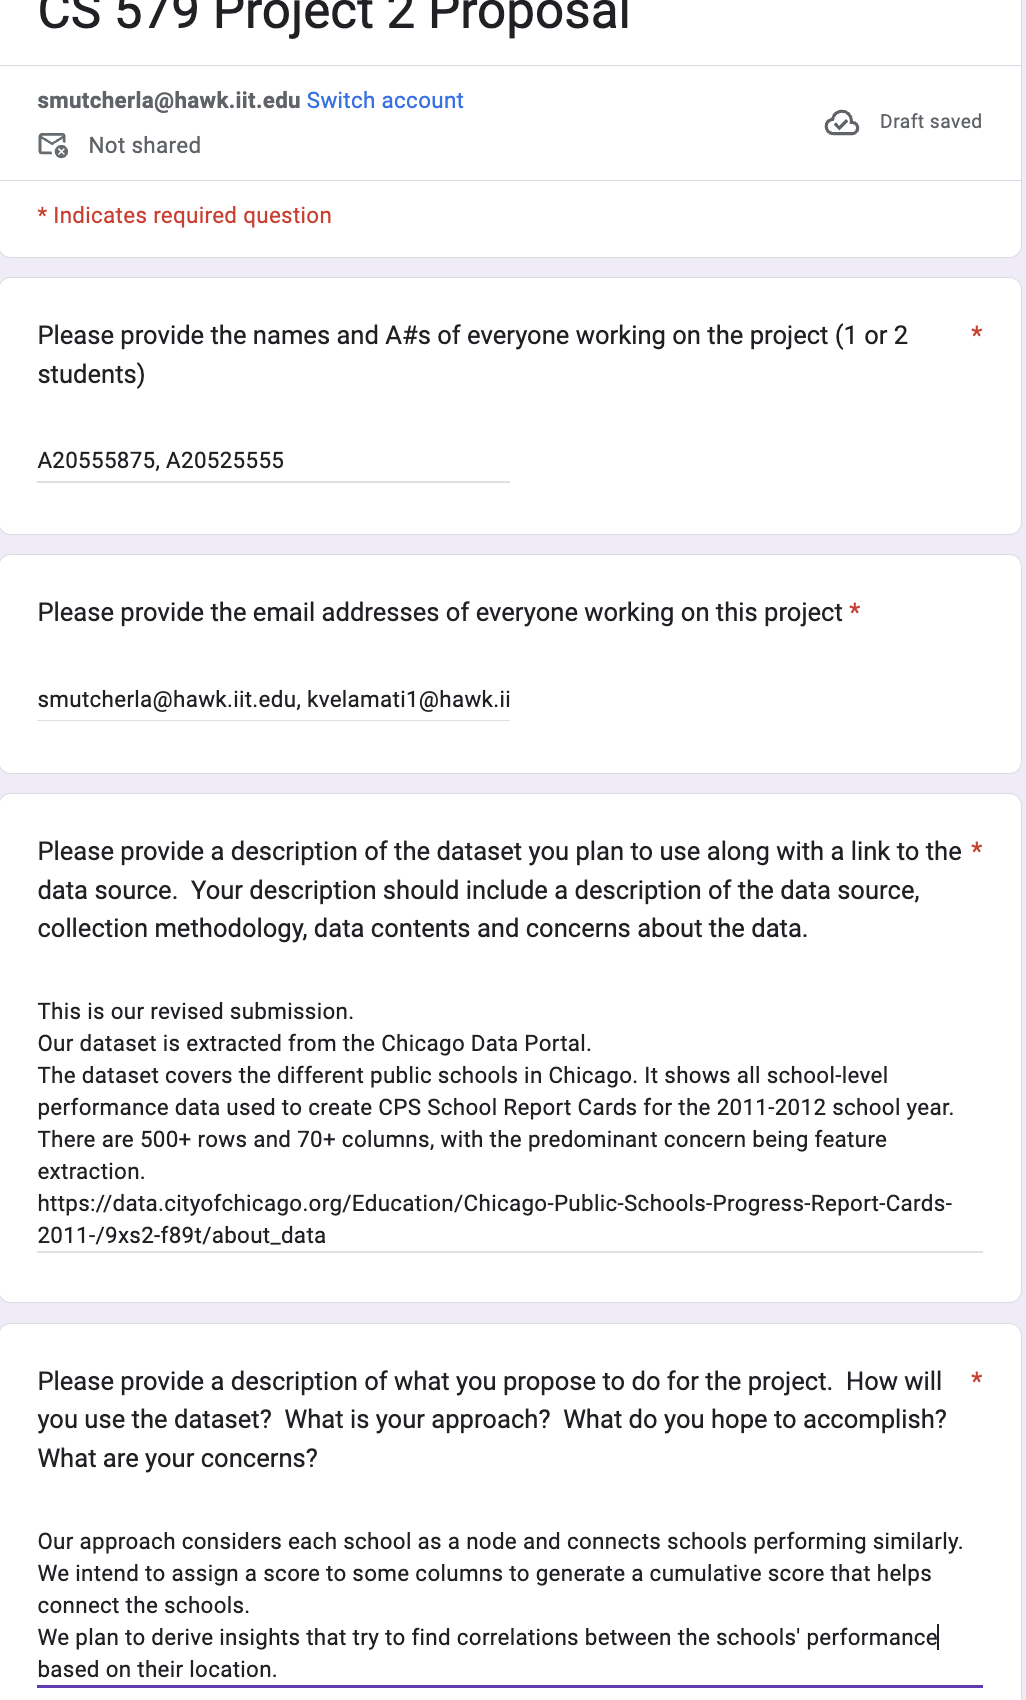 CS 579 Project 2 Proposal
smutcherla@hawk.iit.edu Switch account
Draft saved
Not shared
* Indicates required question
Please provide the names and A#s of everyone working on the project (1 or 2 *
students)
A20555875, A20525555
Please provide the email addresses of everyone working on this project *
smutcherla@hawk.iit.edu, kvelamati1@hawk.ii
Please provide a description of the dataset you plan to use along with a link to the *
data source.  Your description should include a description of the data source,
collection methodology, data contents and concerns about the data.
This is our revised submission.
Our dataset is extracted from the Chicago Data Portal.
The dataset covers the different public schools in Chicago. It shows all school-level
performance data used to create CPS School Report Cards for the 2011-2012 school year.
There are 500+ rows and 70+ columns, with the predominant concern being feature
extraction.
https://data.cityofchicago.org/Education/Chicago-Public-Schools-Progress-Report-Cards-
2011-/9xs2-f89t/about_data
Please provide a description of what you propose to do for the project.  How will *
you use the dataset?  What is your approach?  What do you hope to accomplish?
What are your concerns?
Our approach considers each school as a node and connects schools performing similarly.
We intend to assign a score to some columns to generate a cumulative score that helps
connect the schools.
We plan to derive insights that try to find correlations between the schools' performance
based on their location.